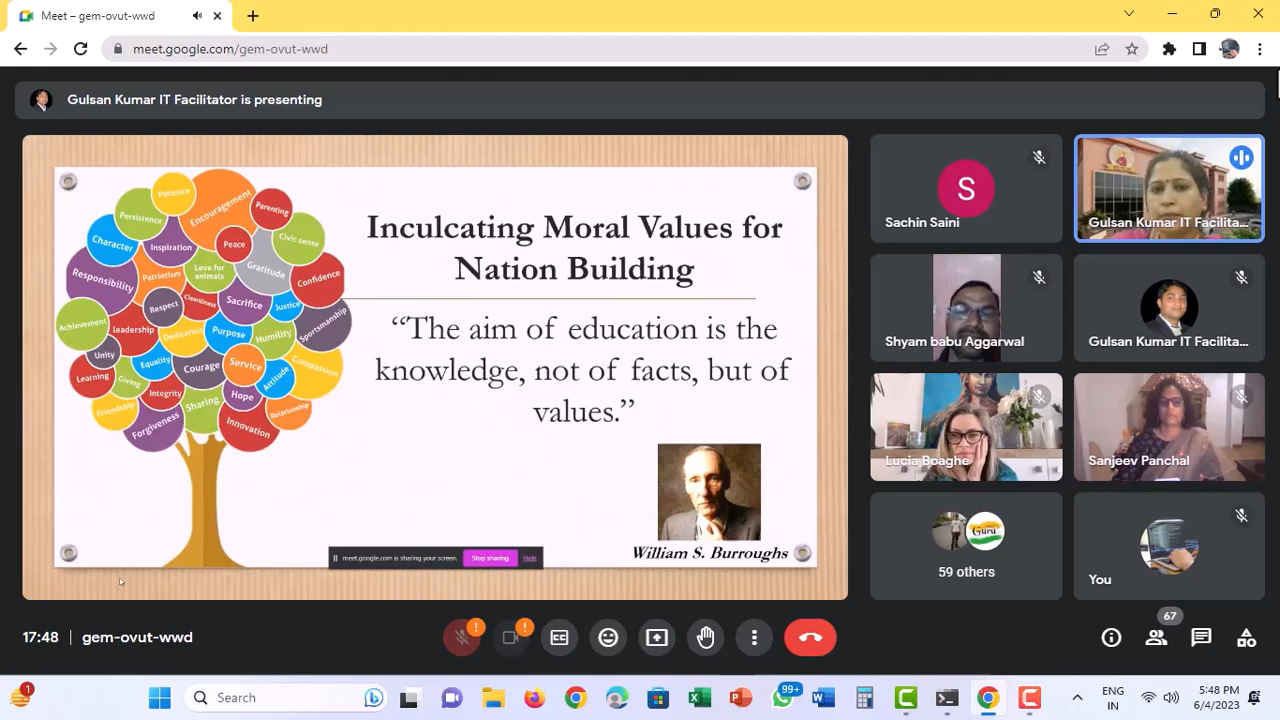 Meet – gem-ovut-wwd
meet.google.com/gem-ovut-wwd
Gulsan Kumar IT Facilitator is presenting
Patience
Encouragement
Parenting
Persistence
Civic sense
Character
Inspiration
Peace
Gratitude
Confidence
Responsibility
Patriotism
Love for
animals
Sacrifice
Justice
Sportsmanship
Respect
Cleanliness
Achievement
leadership
Dedication
Purpose
Humility
Unity
Equality
Courage
Service
Attitude
Compassion
Learning
Giving
Integrity
Hope
Relationship
Friendship
Sharing
Forgiveness
Innovation
Inculcating Moral Values for
Nation Building
“The aim of education is the
knowledge, not of facts, but of
values.”
William S. Burroughs
meet.google.com is sharing your screen.
Stop sharing
Hide
S
Sachin Saini
Gulsan Kumar IT Facilita...
Shyam babu Aggarwal
Gulsan Kumar IT Facilita...
Lucia Boaghe
Sanjeev Panchal
Guru
59 others
You
17:48 | gem-ovut-wwd
67
1
Search
99+
ENG
IN
5:48 PM
6/4/2023